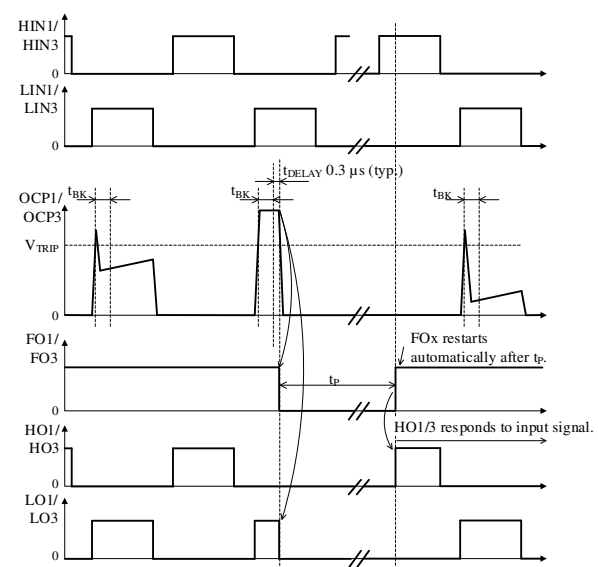 HIN1/
HIN3
0
LIN1/
LIN3
0
tDELAY 0.3 µs (typ.)
OCP1/
OCP3
tBK
tBK
tBK
VTRIP
0
FO1/
FO3
FOx restarts
automatically after tP.
tP
0
HO1/
HO3
HO1/3 responds to input signal.
0
LO1/
LO3
0